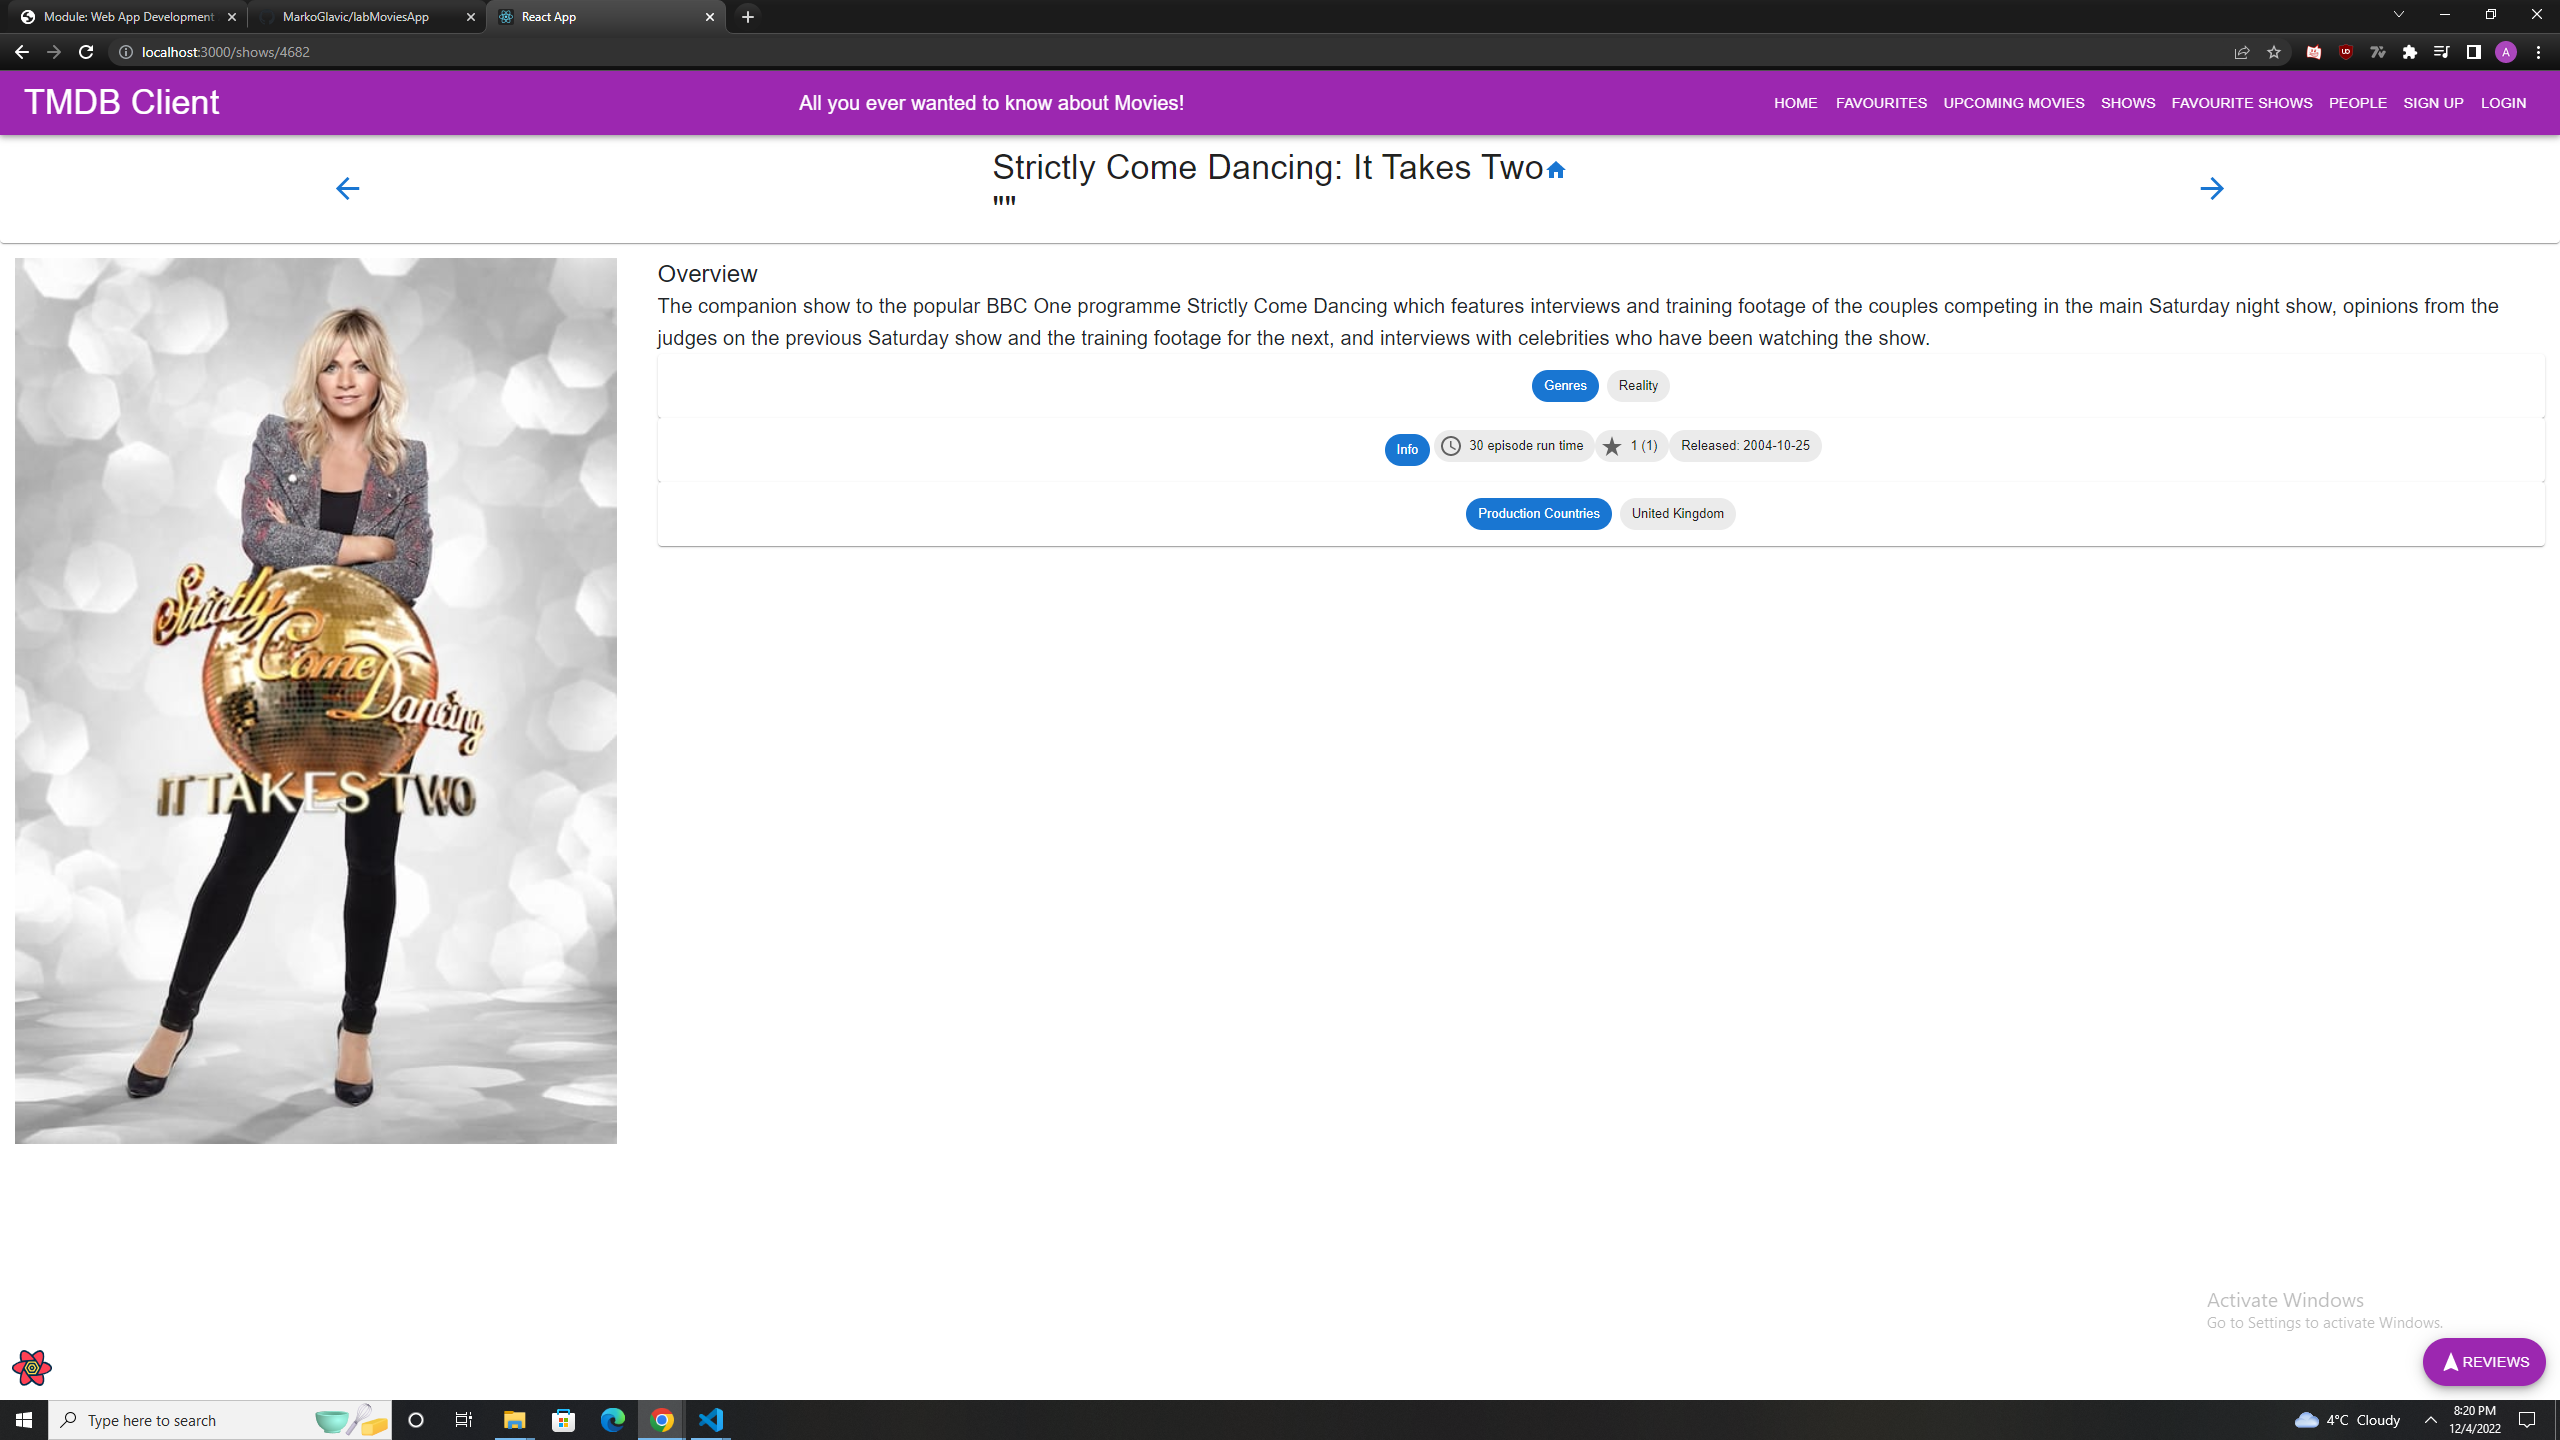 Module: Web App Development
MarkoGlavic/labMoviesApp
React App
localhost:3000/shows/4682
A
TMDB Client
All you ever wanted to know about Movies!
HOME FAVOURITES UPCOMING MOVIES SHOWS FAVOURITE SHOWS PEOPLE SIGN UP LOGIN
Strictly Come Dancing: It Takes Two
""
Strictly
Come
Dancing
IT TAKES TWO
Overview
The companion show to the popular BBC One programme Strictly Come Dancing which features interviews and training footage of the couples competing in the main Saturday night show, opinions from the
judges on the previous Saturday show and the training footage for the next, and interviews with celebrities who have been watching the show.
Genres Reality
Info 30 episode run time 1 (1) Released: 2004-10-25
Production Countries United Kingdom
Activate Windows
Go to Settings to activate Windows.
REVIEWS
Type here to search
4°C Cloudy
8:20 PM
12/4/2022